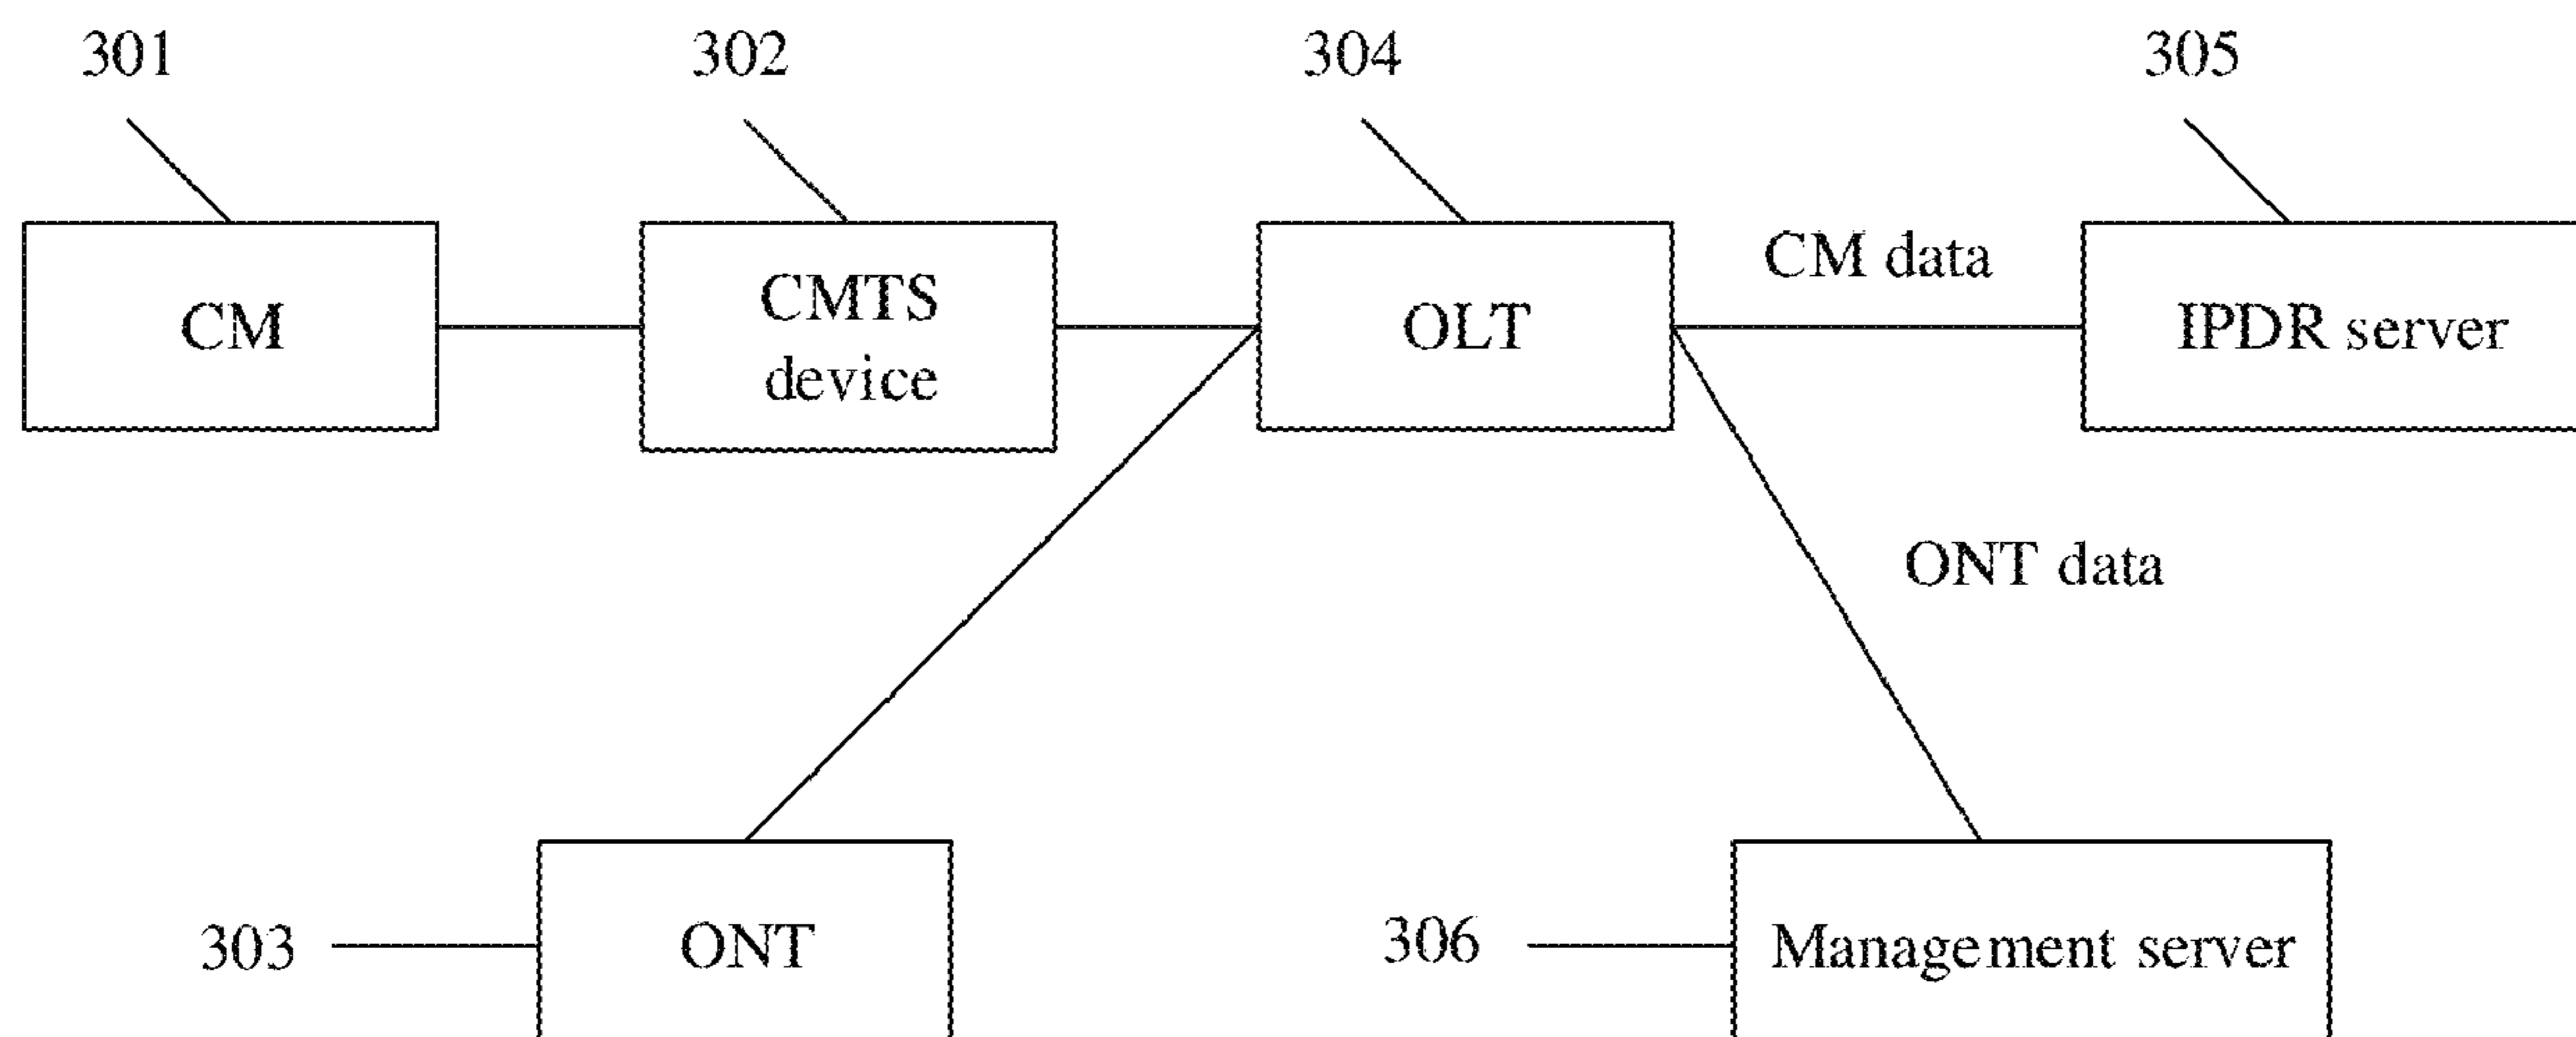 301
302
304
305
CM
CMTS
device
OLT
CM data
IPDR server
ONT data
303
ONT
306
Management server